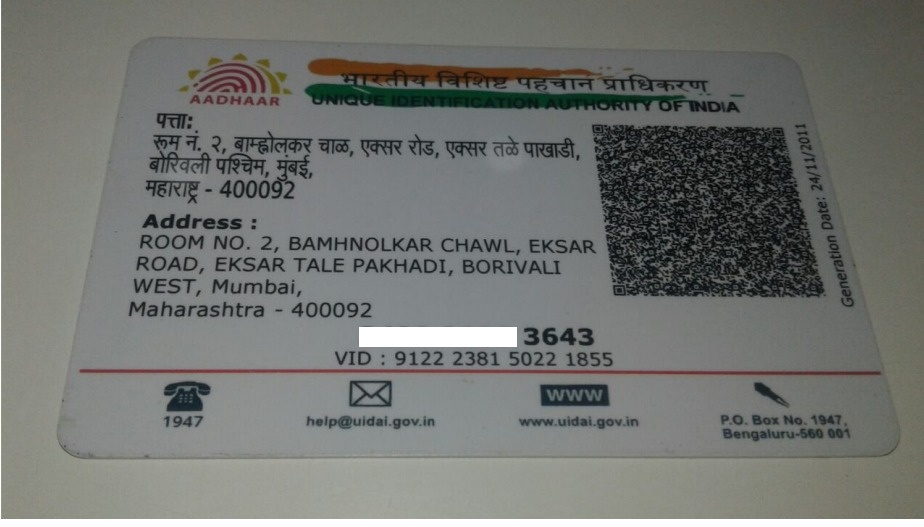 AADHAAR
भारतीय विशिष्ट पहचान प्राधिकरण
UNIQUE IDENTIFICATION AUTHORITY OF INDIA
पत्ता:
रूम नं. २, बाम्ह्नोलंकर चाळ, एक्सर रोड, एक्सर तळे पाखाडी,
बोरिवली पश्चिम, मुंबई,
महाराष्ट्र - 400092
Address :
ROOM NO. 2, BAMHNOLKAR CHAWL, EKSAR
ROAD, EKSAR TALE PAKHADI, BORIVALI
WEST, Mumbai,
Maharashtra - 400092
Generation Date: 24/11/2011
3643
VID : 9122 2381 5022 1855
1947
help@uidai.gov.in
WWW
www.uidai.gov.in
P.O. Box No. 1947,
Bengaluru-560 001